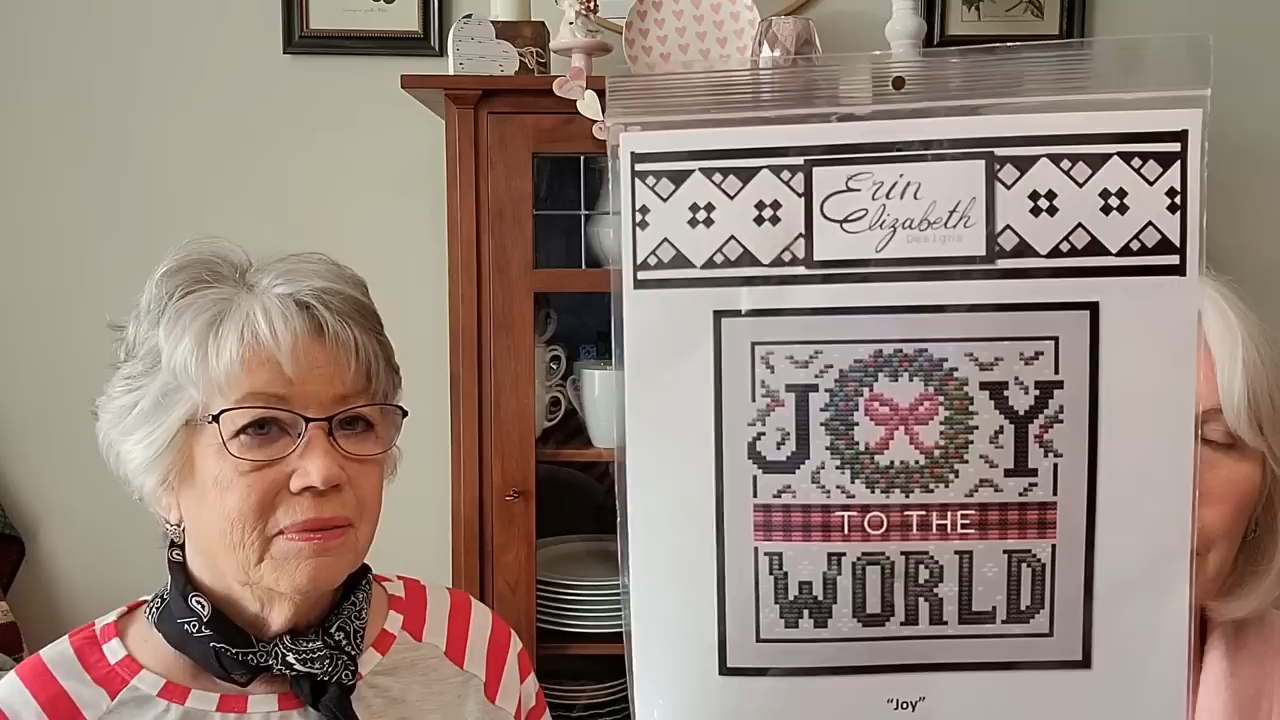 Erin
Elizabeth
Designs
JOY
TO THE
WORLD
"Joy"